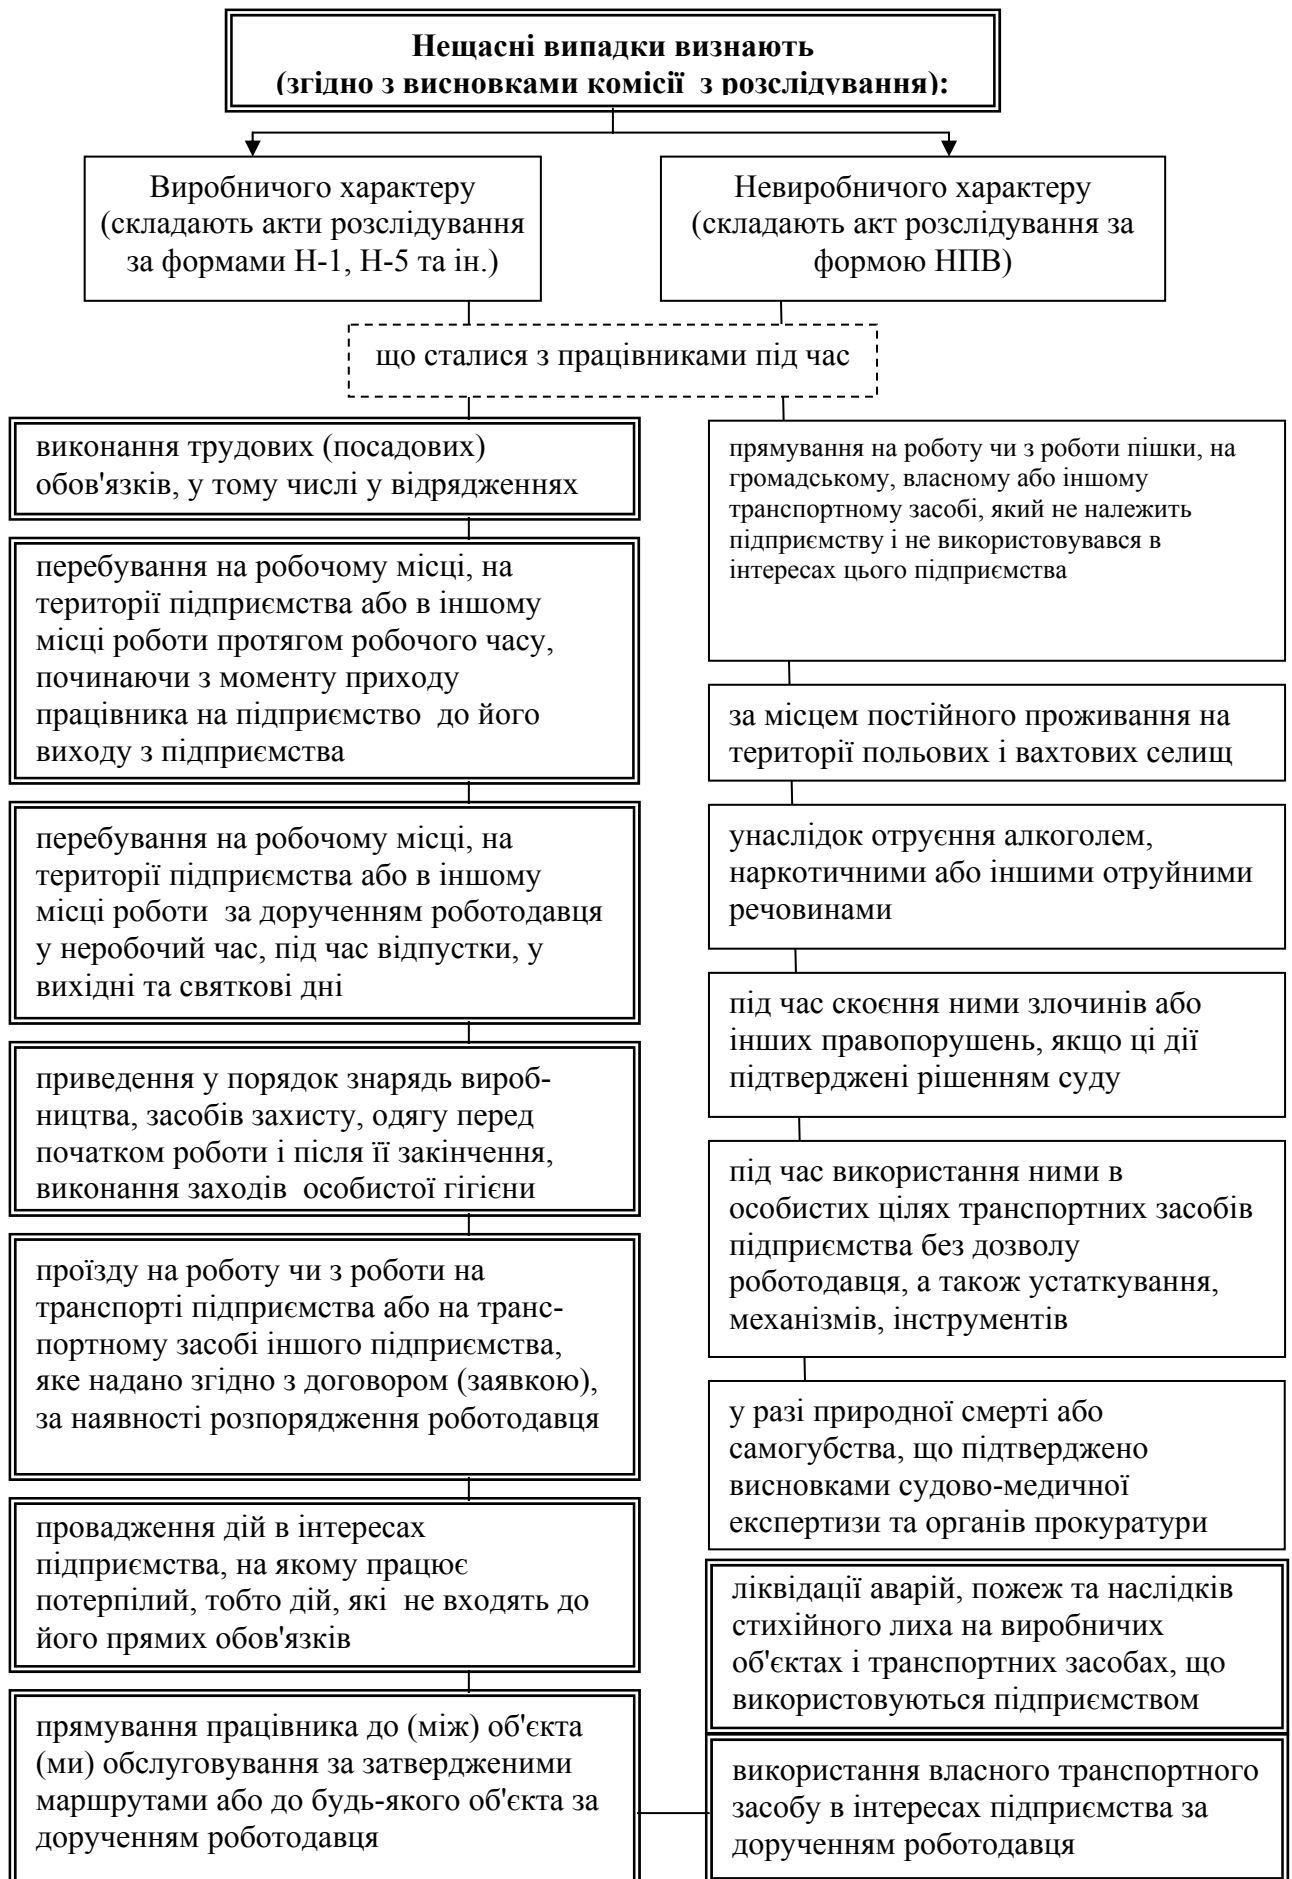 Нещасні випадки визнають
(згідно з висновками комісії з розслідування):
Виробничого характеру
(складають акти розслідування
за формами Н-1, Н-5 та ін.)
Невиробничого характеру
(складають акт розслідування за
формою НПВ)
що сталися з працівниками під час
виконання трудових (посадових)
обов'язків, у тому числі у відрядженнях
перебування на робочому місці, на
території підприємства або в іншому
місці роботи протягом робочого часу,
починаючи з моменту приходу
працівника на підприємство до його
виходу з підприємства
перебування на робочому місці, на
території підприємства або в іншому
місці роботи за дорученням роботодавця
у неробочий час, під час відпустки, у
вихідні та святкові дні
приведення у порядок знарядь вироб-
ництва, засобів захисту, одягу перед
початком роботи і після її закінчення,
виконання заходів особистої гігієни
проїзду на роботу чи з роботи на
транспорті підприємства або на транс-
портному засобі іншого підприємства,
яке надано згідно з договором (заявкою),
за наявності розпорядження роботодавця
провадження дій в інтересах
підприємства, на якому працює
потерпілий, тобто дій, які не входять до
його прямих обов'язків
прямування працівника до (між) об'єкта
(ми) обслуговування за затвердженими
маршрутами або до будь-якого об'єкта за
дорученням роботодавця
прямування на роботу чи з роботи пішки, на
громадському, власному або іншому
транспортному засобі, який не належить
підприємству і не використовувався в
інтересах цього підприємства
за місцем постійного проживання на
території польових і вахтових селищ
унаслідок отруєння алкоголем,
наркотичними або іншими отруйними
речовинами
під час скоєння ними злочинів або
інших правопорушень, якщо ці дії
підтверджені рішенням суду
під час використання ними в
особистих цілях транспортних засобів
підприємства без дозволу
роботодавця, а також устаткування,
механізмів, інструментів
у разі природної смерті або
самогубства, що підтверджено
висновками судово-медичної
експертизи та органів прокуратури
ліквідації аварій, пожеж та наслідків
стихійного лиха на виробничих
об'єктах і транспортних засобах, що
використовуються підприємством
використання власного транспортного
засобу в інтересах підприємства за
дорученням роботодавця